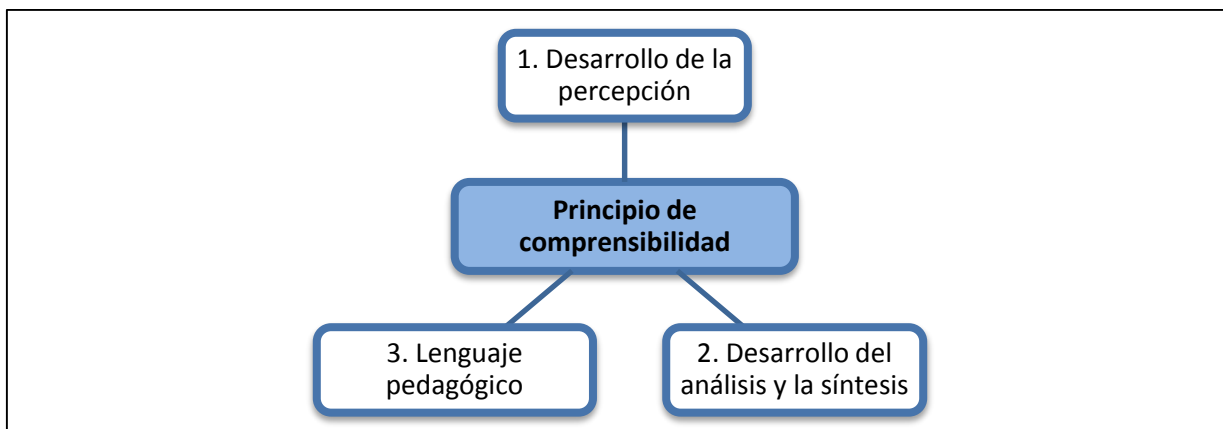 1. Desarrollo de la
percepción
Principio de
comprensibilidad
3. Lenguaje
pedagógico
2. Desarrollo del
análisis y la síntesis